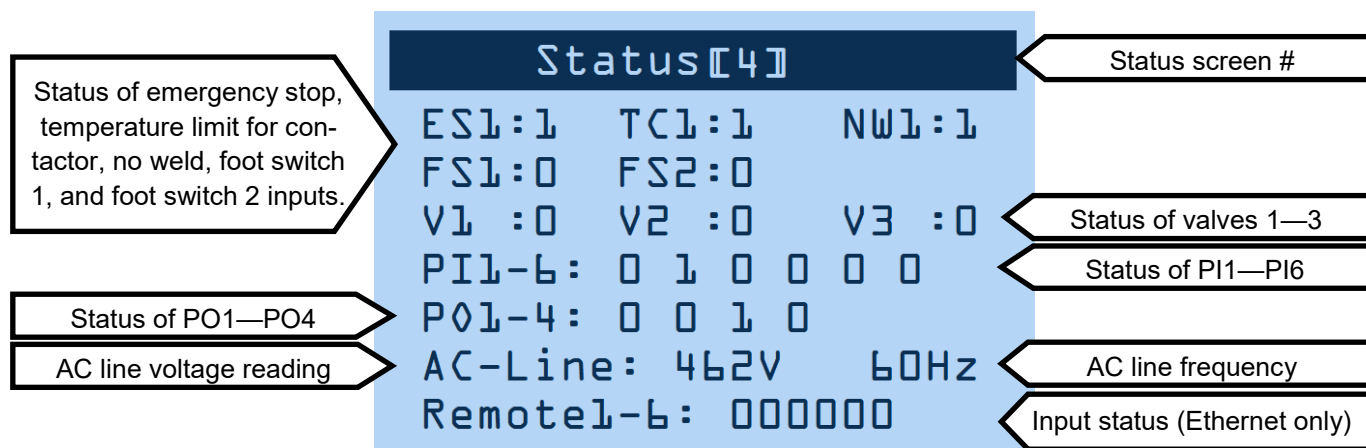 Status[4]
Status screen #
Status of emergency stop,
temperature limit for con-
tactor, no weld, foot switch
1, and foot switch 2 inputs.
ES1:1 TC1:1 NW1:1
FS1:0 FS2:0
V1 :0 V2 :0 V3 :0
Status of valves 1—3
PI1-6: 0 1 0 0 0 0
Status of PI1—PI6
Status of PO1—PO4
PO1-4: 0 0 1 0
AC line voltage reading
AC-Line: 462V 60Hz
AC line frequency
Remote1-6: 000000
Input status (Ethernet only)